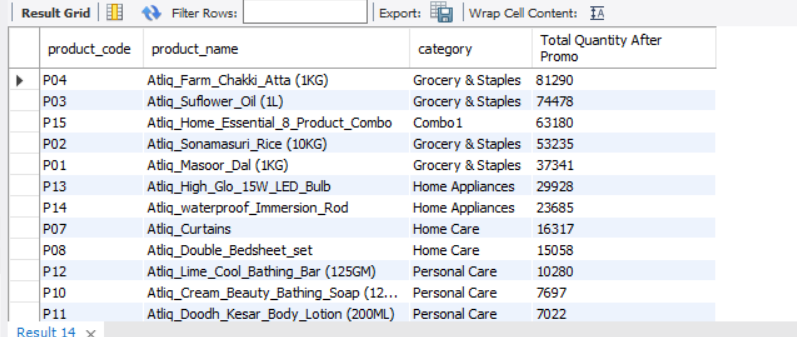 Result Grid Filter Rows: Export: Wrap Cell Content: IA
product_code product_name category Total Quantity After Promo
P04 Atliq_Farm_Chakki_Atta (1KG) Grocery & Staples 81290
P03 Atliq_Suflower_Oil (1L) Grocery & Staples 74478
P15 Atliq_Home_Essential_8_Product_Combo Combo1 63180
P02 Atliq_Sonamasuri_Rice (10KG) Grocery & Staples 53235
P01 Atliq_Masoor_Dal (1KG) Grocery & Staples 37341
P13 Atliq_High_Glo_15W_LED_Bulb Home Appliances 29928
P14 Atliq_waterproof_Immersion_Rod Home Appliances 23685
P07 Atliq_Curtains Home Care 16317
P08 Atliq_Double_Bedsheet_set Home Care 15058
P12 Atliq_Lime_Cool_Bathing_Bar (125GM) Personal Care 10280
P10 Atliq_Cream_Beauty_Bathing_Soap (12... Personal Care 7697
P11 Atliq_Doodh_Kesar_Body_Lotion (200ML) Personal Care 7022
Result 14 ×